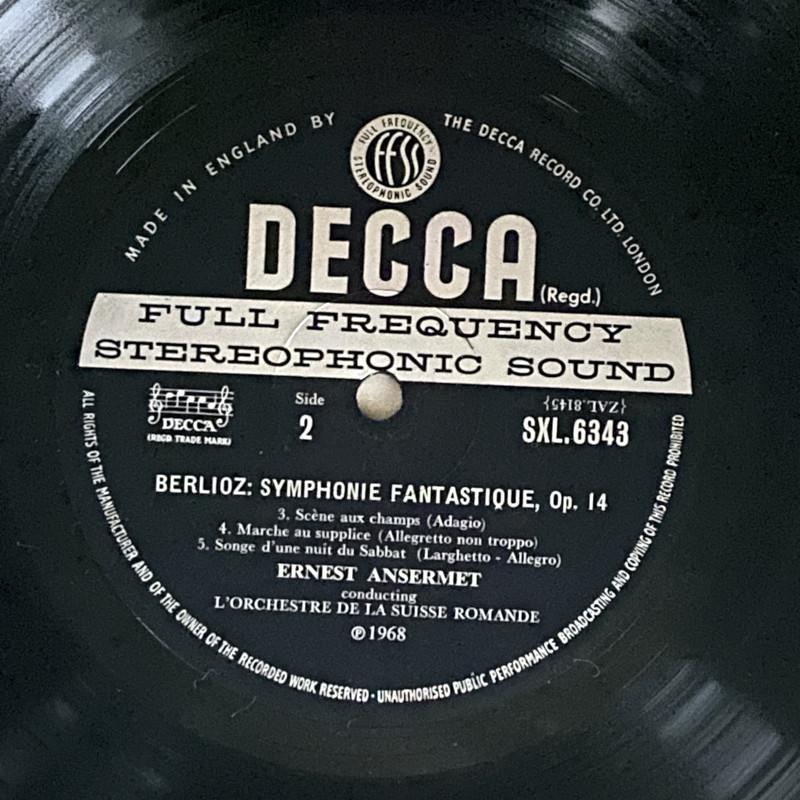 MADE IN ENGLAND BY
THE DECCA RECORD CO. LTD. LONDON
FULL FREQUENCY
FFSS
STEREOPHONIC SOUND
DECCA (Regd.)
FULL FREQUENCY
STEREOPHONIC SOUND
DECCA
(REGD TRADE MARK)
Side
2
{ZAL.8145}
SXL.6343
BERLIOZ: SYMPHONIE FANTASTIQUE, Op. 14
3. Scène aux champs (Adagio)
4. Marche au supplice (Allegretto non troppo)
5. Songe d'une nuit du Sabbat (Larghetto - Allegro)
ERNEST ANSERMET
conducting
L'ORCHESTRE DE LA SUISSE ROMANDE
℗1968
ALL RIGHTS OF THE MANUFACTURER AND OF THE OWNER OF THE RECORDED WORK RESERVED · UNAUTHORISED PUBLIC PERFORMANCE BROADCASTING AND COPYING OF THIS RECORD PROHIBITED